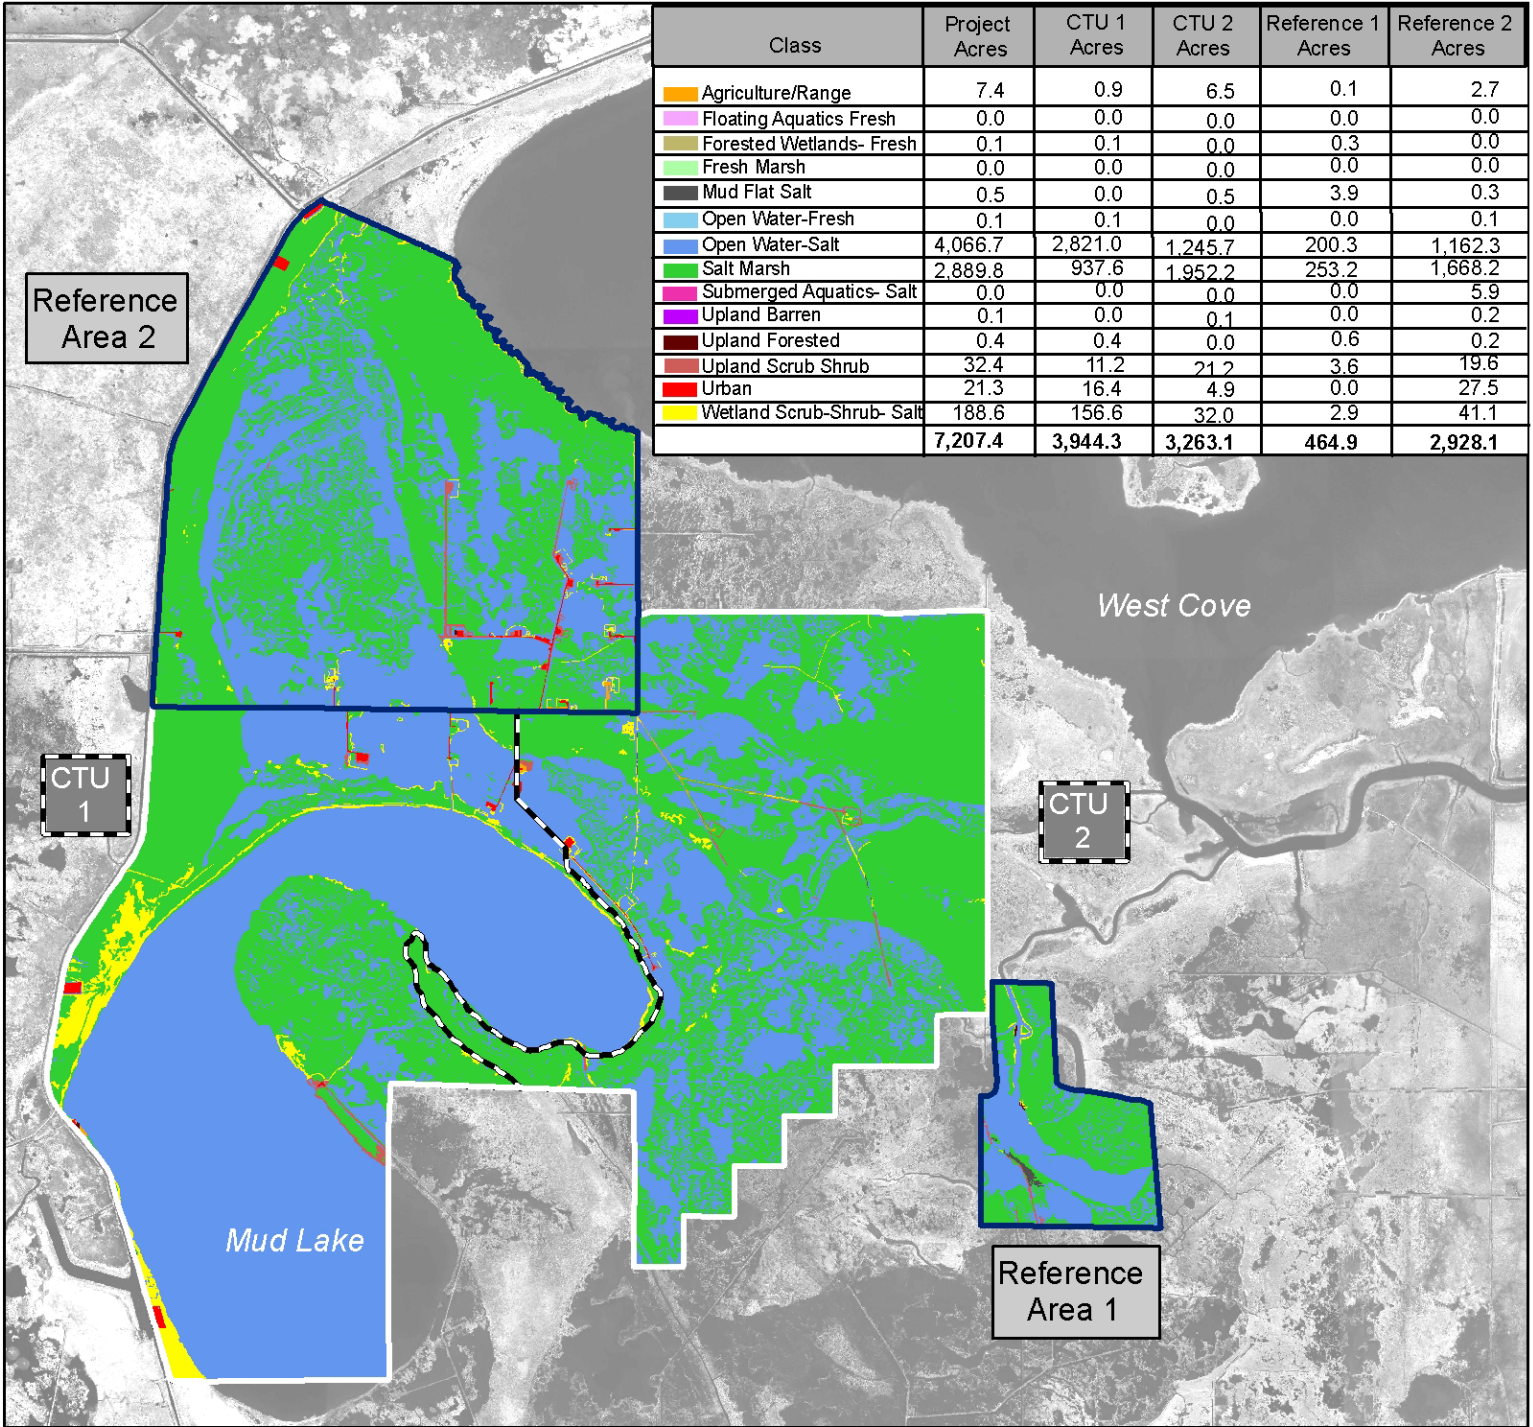 Class Project Acres CTU 1 Acres CTU 2 Acres Reference 1 Acres Reference 2 Acres
Agriculture/Range 7.4 0.9 6.5 0.1 2.7
Floating Aquatics Fresh 0.0 0.0 0.0 0.0 0.0
Forested Wetlands- Fresh 0.1 0.1 0.0 0.3 0.0
Fresh Marsh 0.0 0.0 0.0 0.0 0.0
Mud Flat Salt 0.5 0.0 0.5 3.9 0.3
Open Water-Fresh 0.1 0.1 0.0 0.0 0.1
Open Water-Salt 4,066.7 2,821.0 1,245.7 200.3 1,162.3
Salt Marsh 2,889.8 937.6 1,952.2 253.2 1,668.2
Submerged Aquatics- Salt 0.0 0.0 0.0 0.0 5.9
Upland Barren 0.1 0.0 0.1 0.0 0.2
Upland Forested 0.4 0.4 0.0 0.6 0.2
Upland Scrub Shrub 32.4 11.2 21.2 3.6 19.6
Urban 21.3 16.4 4.9 0.0 27.5
Wetland Scrub-Shrub- Salt 188.6 156.6 32.0 2.9 41.1
7,207.4 3,944.3 3,263.1 464.9 2,928.1
Reference
Area 2
West Cove
CTU
1
CTU
2
Mud Lake
Reference
Area 1